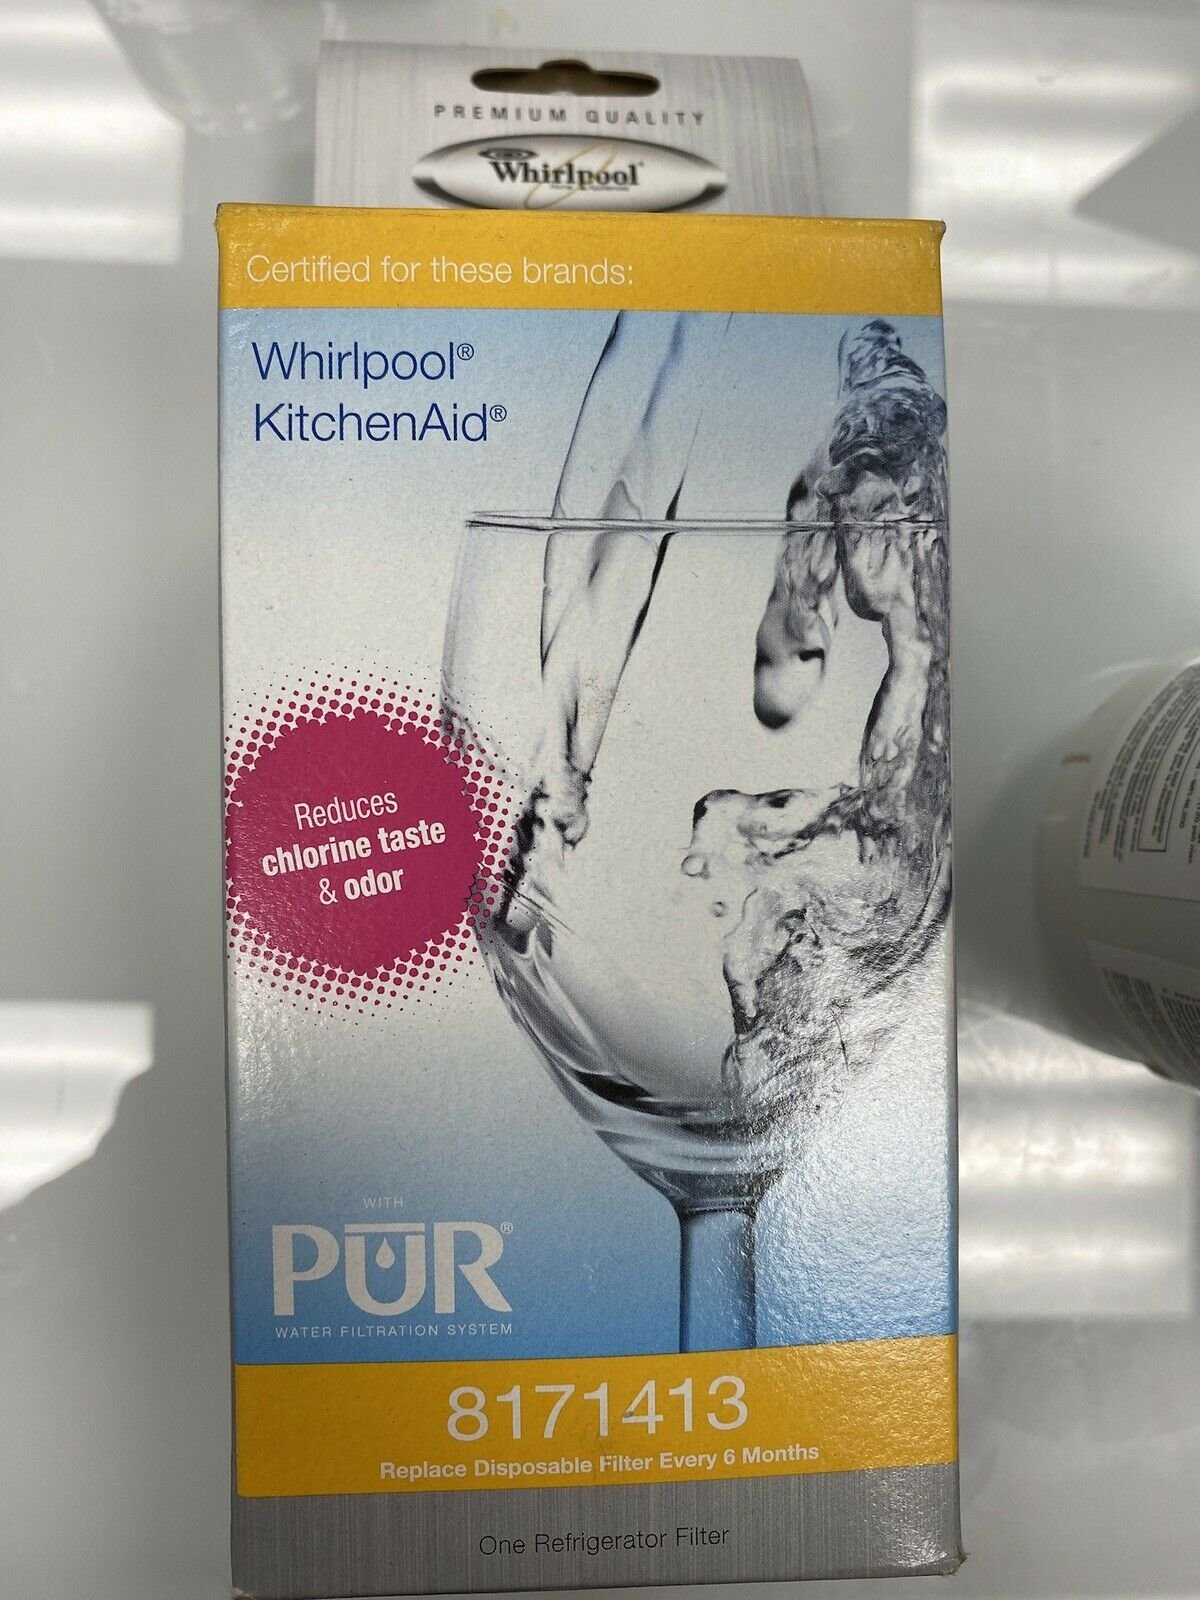 PREMIUM QUALITY
Whirlpool
Certified for these brands:
Whirlpool®
KitchenAid®
Reduces
chlorine taste
& odor
WITH
PŪR®
WATER FILTRATION SYSTEM
8171413
Replace Disposable Filter Every 6 Months
One Refrigerator Filter